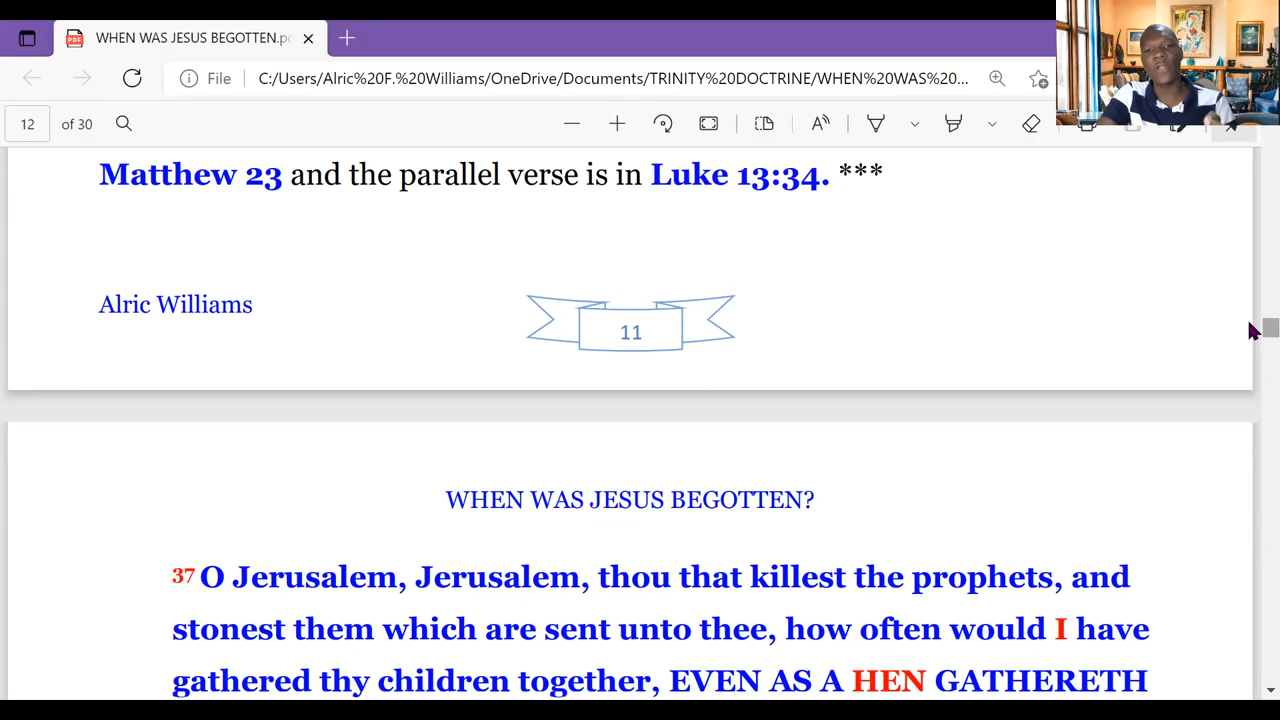 WHEN WAS JESUS BEGOTTEN.p
File C:/Users/Alric%20F.%20Williams/OneDrive/Documents/TRINITY%20DOCTRINE/WHEN%20WAS%20...
12 of 30
Matthew 23 and the parallel verse is in Luke 13:34. ***
Alric Williams
11
WHEN WAS JESUS BEGOTTEN?
37 O Jerusalem, Jerusalem, thou that killest the prophets, and
stonest them which are sent unto thee, how often would I have
gathered thy children together, EVEN AS A HEN GATHERETH